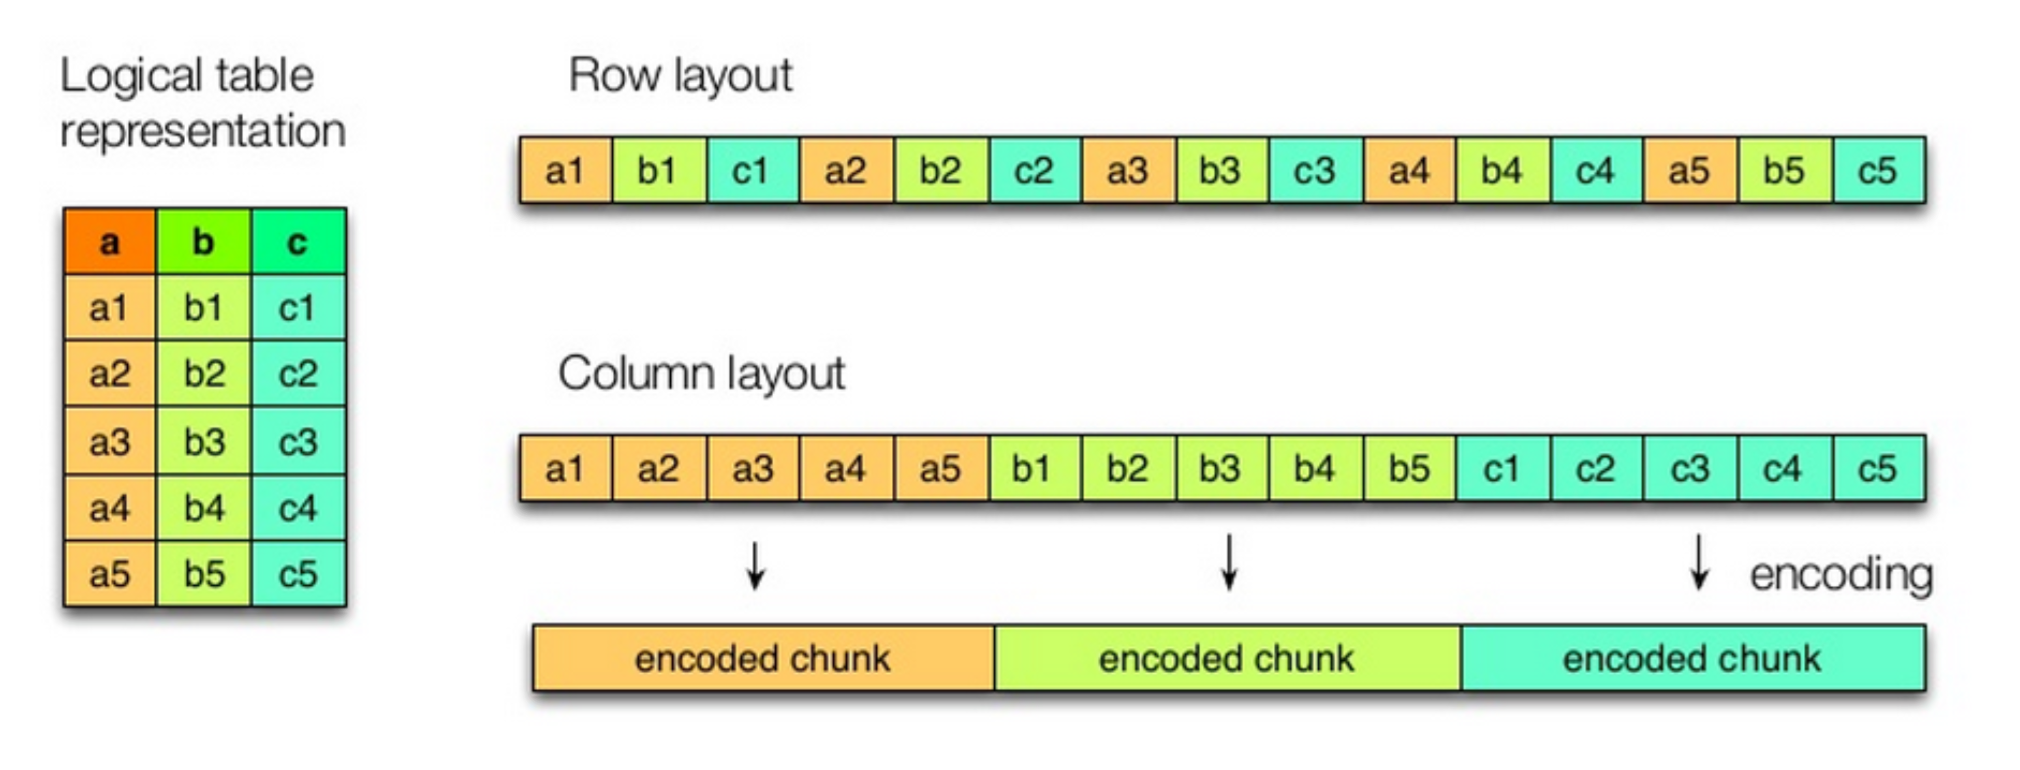 Logical table
representation
a b c
a1 b1 c1
a2 b2 c2
a3 b3 c3
a4 b4 c4
a5 b5 c5
Row layout
a1 b1 c1 a2 b2 c2 a3 b3 c3 a4 b4 c4 a5 b5 c5
Column layout
a1 a2 a3 a4 a5 b1 b2 b3 b4 b5 c1 c2 c3 c4 c5
encoding
encoded chunk encoded chunk encoded chunk